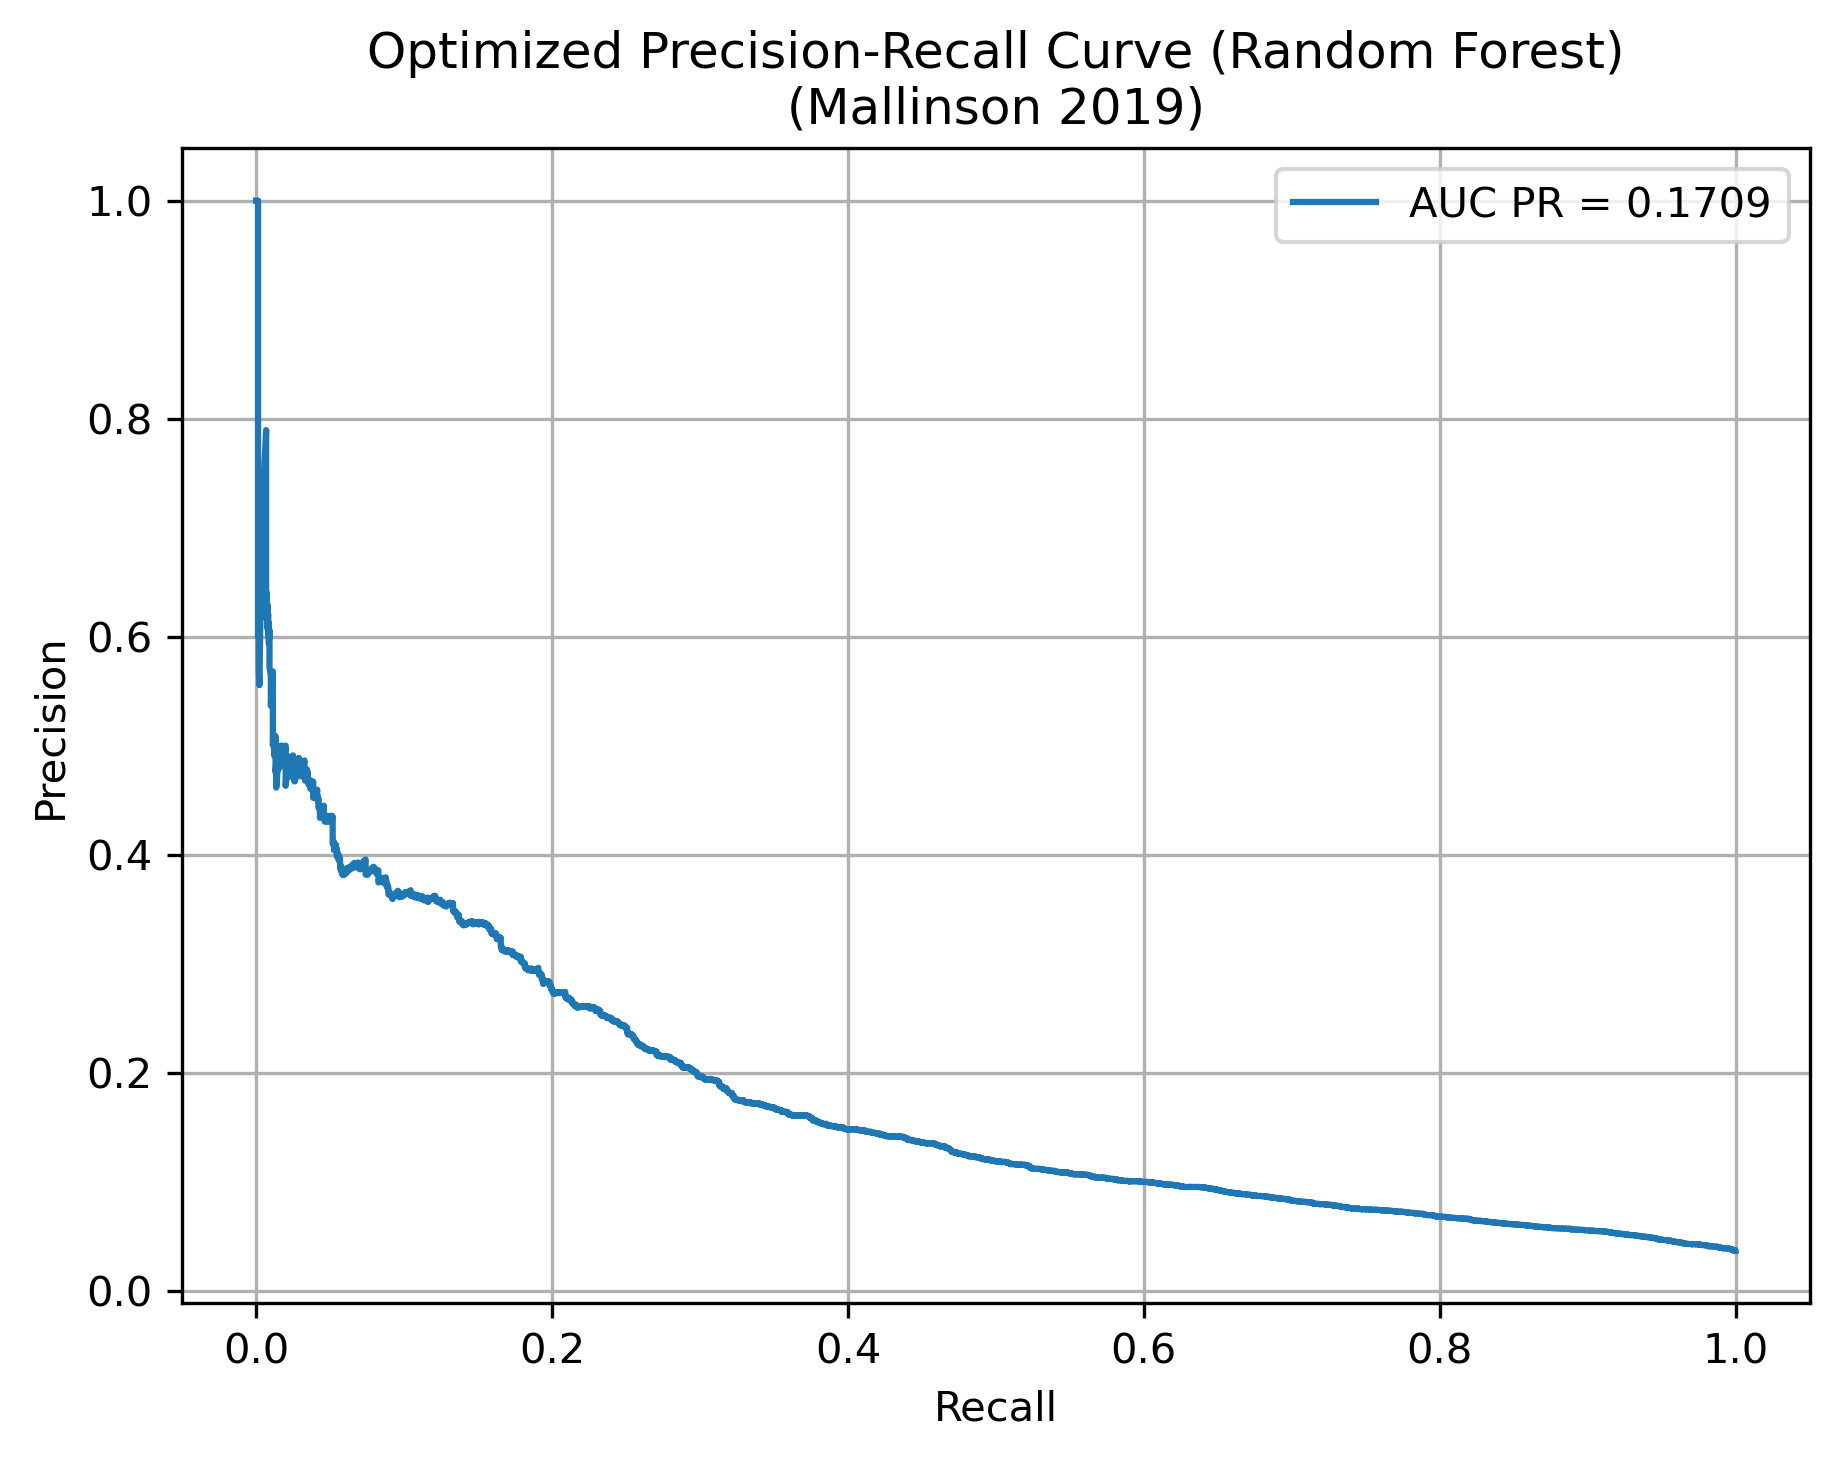 Optimized Precision-Recall Curve (Random Forest)
(Mallinson 2019)
AUC PR = 0.1709
1.0
0.8
0.6
0.4
0.2
0.0
Precision
0.0 0.2 0.4 0.6 0.8 1.0
Recall